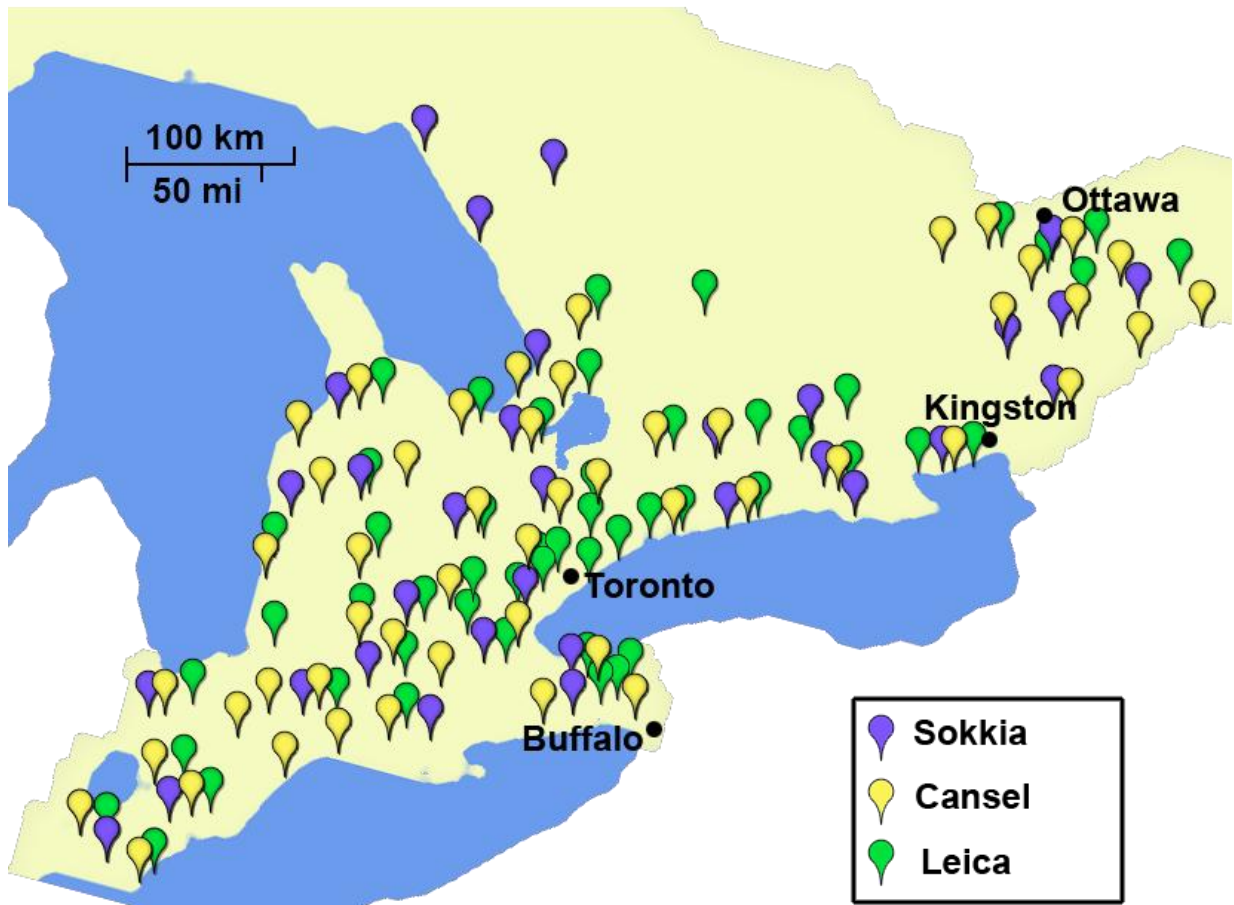 100 km
50 mi
Ottawa
Kingston
Toronto
Buffalo
Sokkia
Cansel
Leica